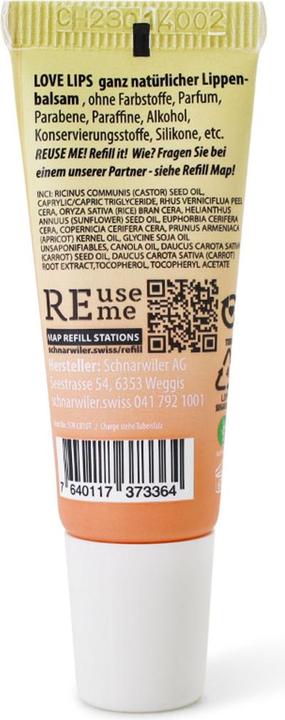 CH23014002
LOVE LIPS ganz natürlicher Lippen-
balsam , ohne Farbstoffe, Parfum,
Parabene, Paraffine, Alkohol,
Konservierungsstoffe, Silikone, etc.
REUSE ME! Refill it! Wie? Fragen Sie bei
einem unserer Partner - siehe Refill Map!
INCI: RICINUS COMMUNIS (CASTOR) SEED OIL,
CAPRYLIC/CAPRIC TRIGLYCERIDE, RHUS VERNICIFLUA PEEL
CERA, ORYZA SATIVA (RICE) BRAN CERA, HELIANTHUS
ANNUUS (SUNFLOWER) SEED OIL, EUPHORBIA CERIFERA
CERA, COPERNICIA CERIFERA CERA, PRUNUS ARMENIACA
(APRICOT) KERNEL OIL, GLYCINE SOJA OIL
UNSAPONIFIABLES, CANOLA OIL, DAUCUS CAROTA SATIVA
(CARROT) SEED OIL, DAUCUS CAROTA SATIVA (CARROT)
ROOT EXTRACT,TOCOPHEROL, TOCOPHERYL ACETATE
REuse
me
MAP REFILL STATIONS
schnarwiler.swiss/refill
Hersteller: Schnarwiler AG
Seestrasse 54, 6353 Weggis
schnarwiler.swiss 041 792 1001
/ Charge siehe Tubenfalz
7 640117 373364